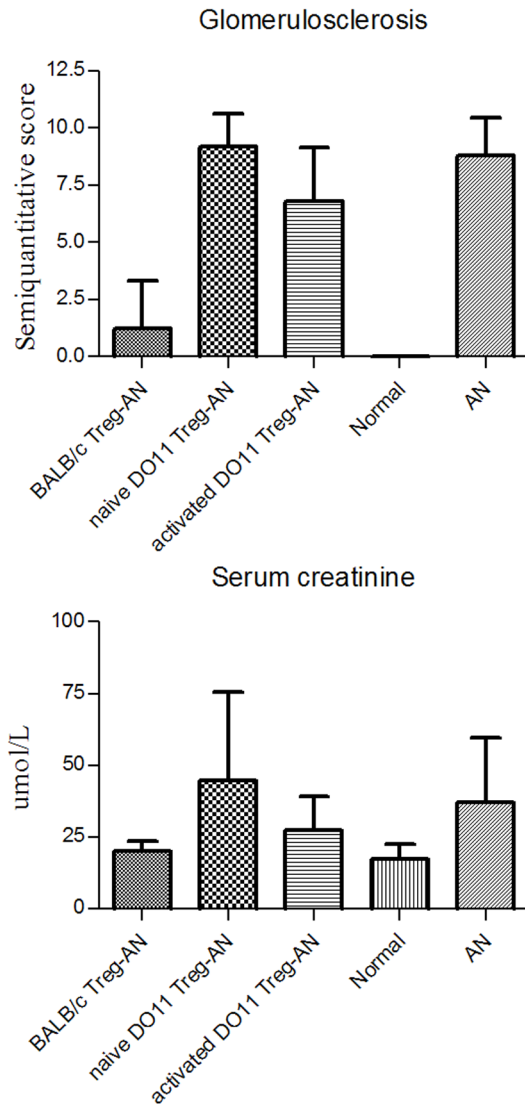 Glomerulosclerosis
Semiquantitative score
12.5
10.0
7.5
5.0
2.5
0.0
BALB/c Treg-AN
naive DO11 Treg-AN
activated DO11 Treg-AN
Normal
AN
Serum creatinine
umol/L
100
75
50
25
0
BALB/c Treg-AN
naive DO11 Treg-AN
activated DO11 Treg-AN
Normal
AN